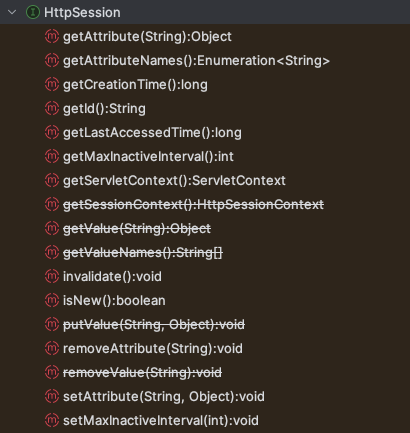 HttpSession
getAttribute(String):Object
getAttributeNames():Enumeration<String>
getCreationTime():long
getId():String
getLastAccessedTime():long
getMaxInactiveInterval():int
getServletContext():ServletContext
getSessionContext():HttpSessionContext
getValue(String):Object
getValueNames():String[]
invalidate():void
isNew():boolean
putValue(String, Object):void
removeAttribute(String):void
removeValue(String):void
setAttribute(String, Object):void
setMaxInactiveInterval(int):void